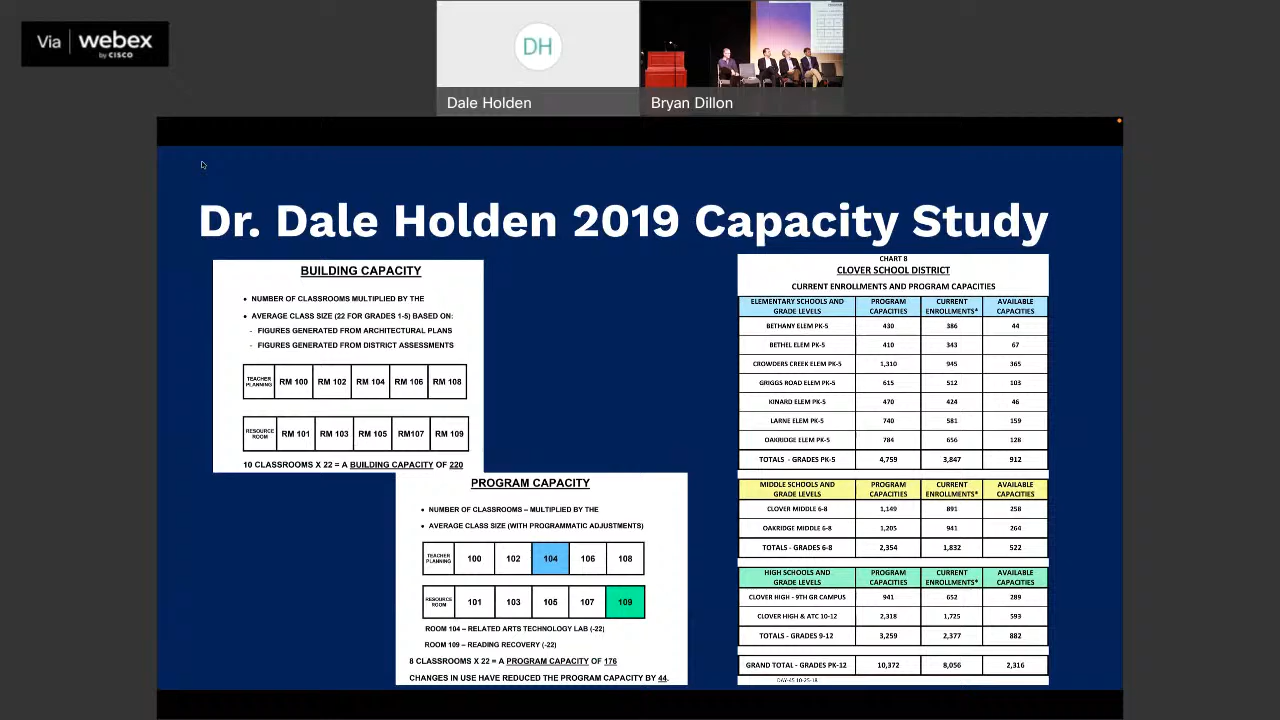 Via webex
by CISCO
DH
Dale Holden
Bryan Dillon
Dr. Dale Holden 2019 Capacity Study
BUILDING CAPACITY
• NUMBER OF CLASSROOMS MULTIPLIED BY THE
• AVERAGE CLASS SIZE (22 FOR GRADES 1-5) BASED ON:
- FIGURES GENERATED FROM ARCHITECTURAL PLANS
- FIGURES GENERATED FROM DISTRICT ASSESSMENTS
TEACHER PLANNING RM 100 RM 102 RM 104 RM 106 RM 108
RESOURCE ROOM RM 101 RM 103 RM 105 RM107 RM 109
10 CLASSROOMS X 22 = A BUILDING CAPACITY OF 220
PROGRAM CAPACITY
• NUMBER OF CLASSROOMS – MULTIPLIED BY THE
• AVERAGE CLASS SIZE (WITH PROGRAMMATIC ADJUSTMENTS)
TEACHER PLANNING 100 102 104 106 108
RESOURCE ROOM 101 103 105 107 109
ROOM 104 – RELATED ARTS TECHNOLOGY LAB (-22)
ROOM 109 – READING RECOVERY (-22)
8 CLASSROOMS X 22 = A PROGRAM CAPACITY OF 176
CHANGES IN USE HAVE REDUCED THE PROGRAM CAPACITY BY 44.
CHART 8
CLOVER SCHOOL DISTRICT
CURRENT ENROLLMENTS AND PROGRAM CAPACITIES
ELEMENTARY SCHOOLS AND GRADE LEVELS PROGRAM CAPACITIES CURRENT ENROLLMENTS* AVAILABLE CAPACITIES
BETHANY ELEM PK-5 430 386 44
BETHEL ELEM PK-5 410 343 67
CROWDERS CREEK ELEM PK-5 1,310 945 365
GRIGGS ROAD ELEM PK-5 615 512 103
KINARD ELEM PK-5 470 424 46
LARNE ELEM PK-5 740 581 159
OAKRIDGE ELEM PK-5 784 656 128
TOTALS - GRADES PK-5 4,759 3,847 912
MIDDLE SCHOOLS AND GRADE LEVELS PROGRAM CAPACITIES CURRENT ENROLLMENTS* AVAILABLE CAPACITIES
CLOVER MIDDLE 6-8 1,149 891 258
OAKRIDGE MIDDLE 6-8 1,205 941 264
TOTALS - GRADES 6-8 2,354 1,832 522
HIGH SCHOOLS AND GRADE LEVELS PROGRAM CAPACITIES CURRENT ENROLLMENTS* AVAILABLE CAPACITIES
CLOVER HIGH - 9TH GR CAMPUS 941 652 289
CLOVER HIGH & ATC 10-12 2,318 1,725 593
TOTALS - GRADES 9-12 3,259 2,377 882
GRAND TOTAL - GRADES PK-12 10,372 8,056 2,316
DAY-45 10-25-18